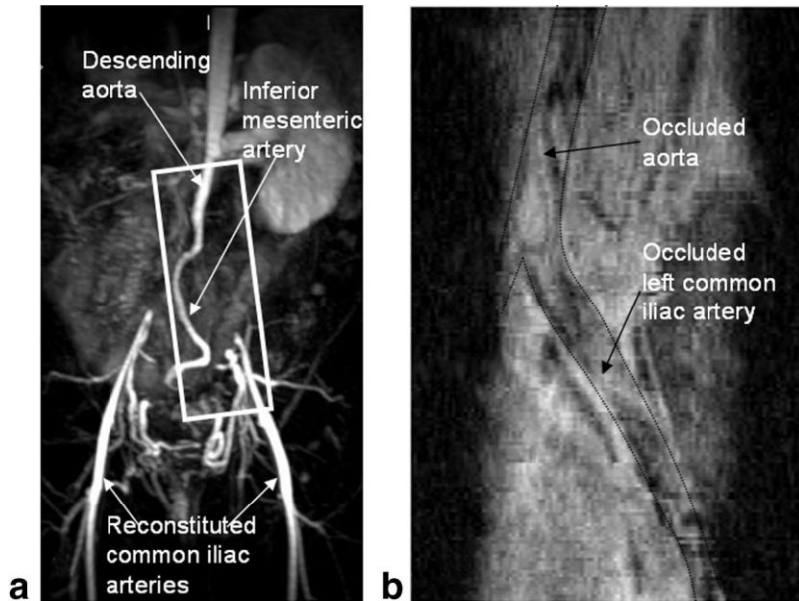 Descending
aorta
Inferior
mesenteric
artery
Reconstituted
common iliac
arteries
a
Occluded
aorta
Occluded
left common
iliac artery
b